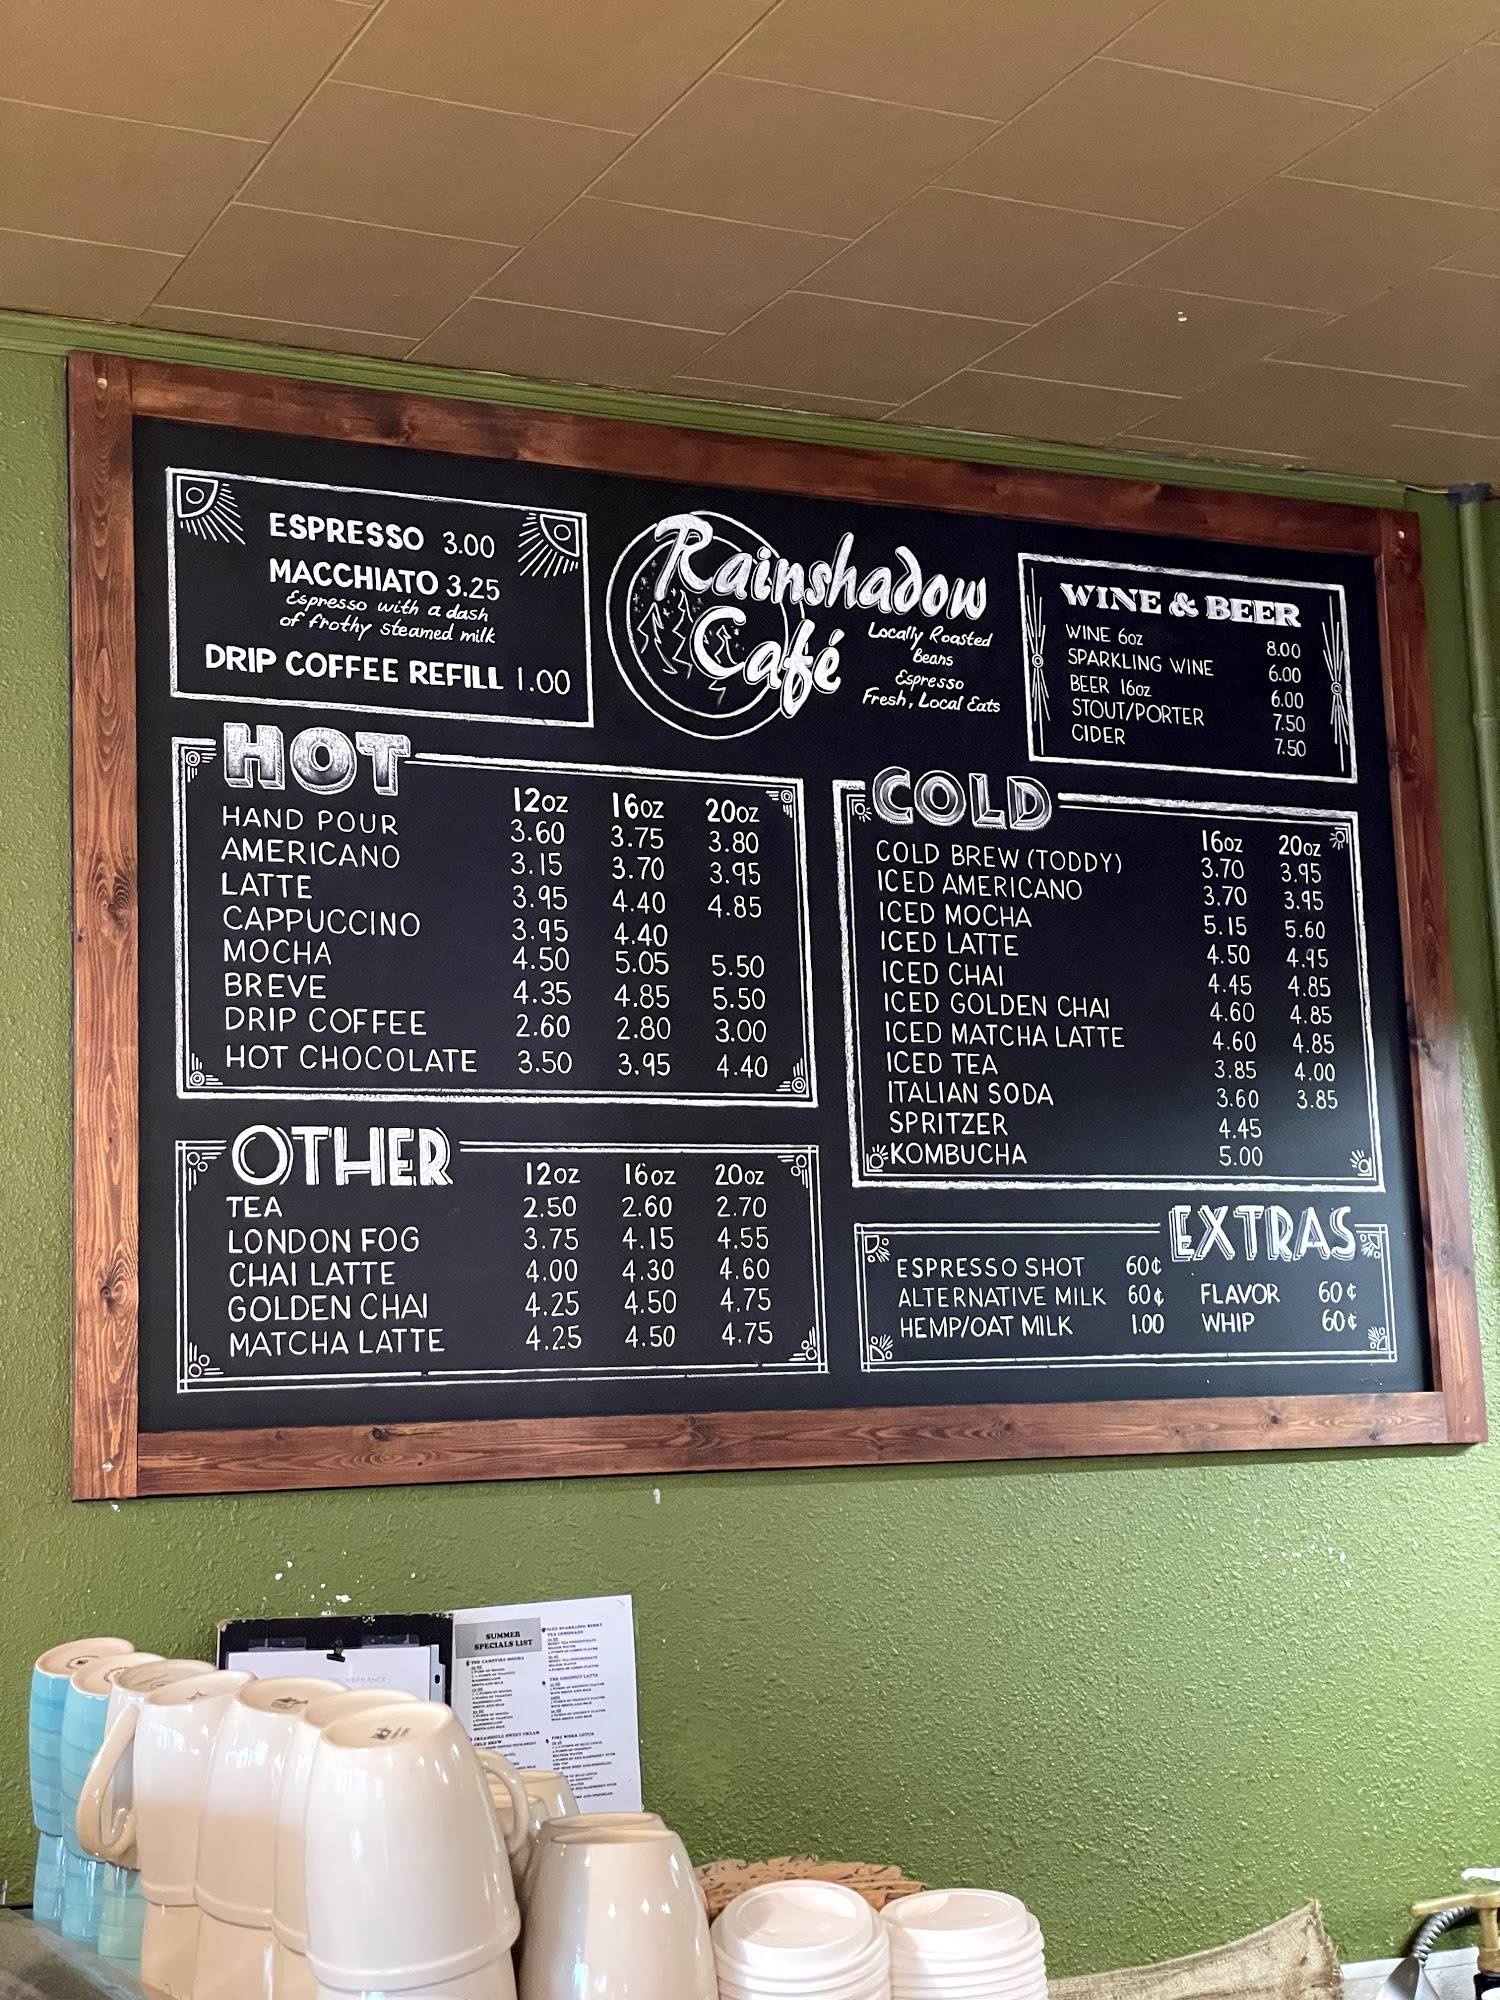 ESPRESSO 3.00
MACCHIATO 3.25
Espresso with a dash
of frothy steamed milk
DRIP COFFEE REFILL 1.00
Rainshadow
Café
Locally Roasted
Beans
Espresso
Fresh, Local Eats
WINE & BEER
WINE 6oz 8.00
SPARKLING WINE 6.00
BEER 16oz 6.00
STOUT/PORTER 7.50
CIDER 7.50
HOT
12oz 16oz 20oz
HAND POUR 3.60 3.75 3.80
AMERICANO 3.15 3.70 3.95
LATTE 3.95 4.40 4.85
CAPPUCCINO 3.95 4.40
MOCHA 4.50 5.05 5.50
BREVE 4.35 4.85 5.50
DRIP COFFEE 2.60 2.80 3.00
HOT CHOCOLATE 3.50 3.95 4.40
COLD
16oz 20oz
COLD BREW (TODDY) 3.70 3.95
ICED AMERICANO 3.70 3.95
ICED MOCHA 5.15 5.60
ICED LATTE 4.50 4.95
ICED CHAI 4.45 4.85
ICED GOLDEN CHAI 4.60 4.85
ICED MATCHA LATTE 4.60 4.85
ICED TEA 3.85 4.00
ITALIAN SODA 3.60 3.85
SPRITZER 4.45
KOMBUCHA 5.00
OTHER
12oz 16oz 20oz
TEA 2.50 2.60 2.70
LONDON FOG 3.75 4.15 4.55
CHAI LATTE 4.00 4.30 4.60
GOLDEN CHAI 4.25 4.50 4.75
MATCHA LATTE 4.25 4.50 4.75
EXTRAS
ESPRESSO SHOT 60¢
ALTERNATIVE MILK 60¢ FLAVOR 60¢
HEMP/OAT MILK 1.00 WHIP 60¢
SUMMER
SPECIALS LIST
THE CAMPFIRE MOCHA
ICED SPARKLING BERRY
TEA LEMONADE
THE COCONUT LATTE